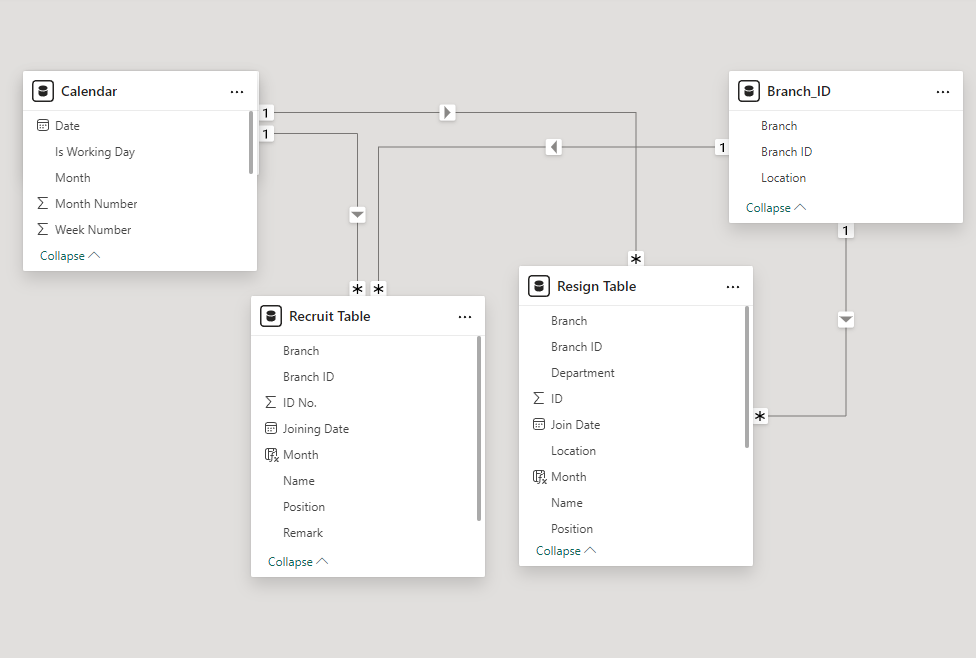 Calendar ...
Date
Is Working Day
Month
Σ Month Number
Σ Week Number
Collapse
1
1
Branch_ID ...
Branch
Branch ID
Location
Collapse
1
1
* *
*
*
Recruit Table ...
Branch
Branch ID
Σ ID No.
Joining Date
Month
Name
Position
Remark
Collapse
Resign Table ...
Branch
Branch ID
Department
Σ ID
Join Date
Location
Month
Name
Position
Collapse